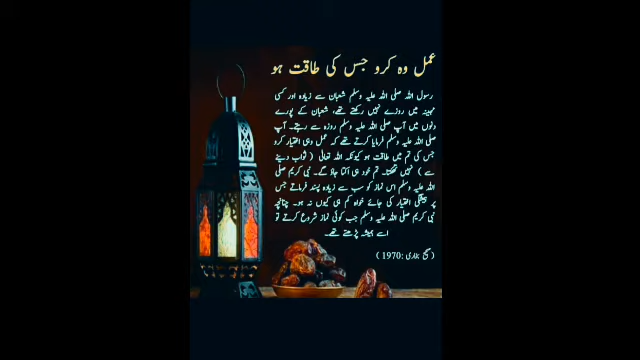 عمل وہ کرو جس کی طاقت ہو
رسول اللہ صلی اللہ علیہ وسلم شعبان سے زیادہ اور کسی
مہینہ میں روزے نہیں رکھتے تھے، شعبان کے پورے
دنوں میں آپ صلی اللہ علیہ وسلم روزہ سے رہتے۔ آپ
صلی اللہ علیہ وسلم فرمایا کرتے تھے کہ عمل وہی اختیار کرو
جس کی تم میں طاقت ہو کیونکہ اللہ تعالیٰ ( ثواب دینے
سے ) نہیں تھکتا۔ تم خود ہی اکتا جاؤ گے۔ نبی کریم صلی
اللہ علیہ وسلم اس نماز کو سب سے زیادہ پسند فرماتے جس
پر ہمیشگی اختیار کی جائے خواہ کم ہی کیوں نہ ہو۔ چنانچہ
نبی کریم صلی اللہ علیہ وسلم جب کوئی نماز شروع کرتے تو
اسے ہمیشہ پڑھتے تھے۔
(صحیح بخاری :1970)